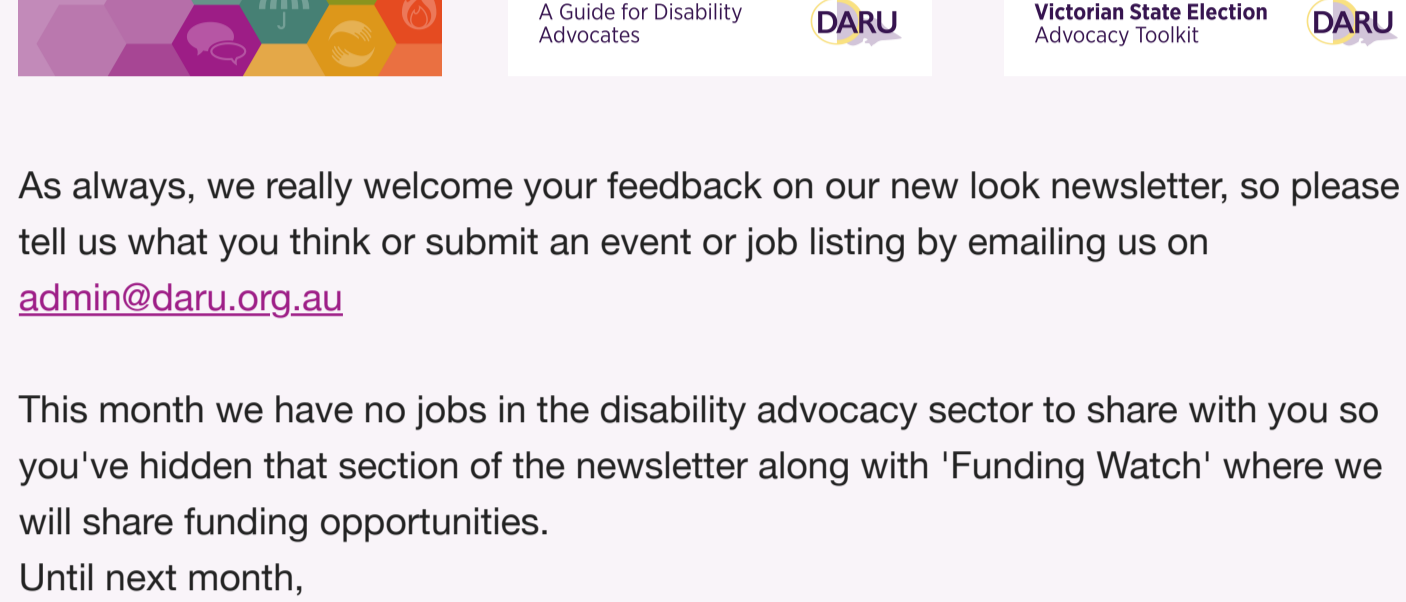 A Guide for Disability
Advocates
DARU
Victorian State Election
Advocacy Toolkit
DARU
As always, we really welcome your feedback on our new look newsletter, so please
tell us what you think or submit an event or job listing by emailing us on
admin@daru.org.au
This month we have no jobs in the disability advocacy sector to share with you so
you've hidden that section of the newsletter along with 'Funding Watch' where we
will share funding opportunities.
Until next month,